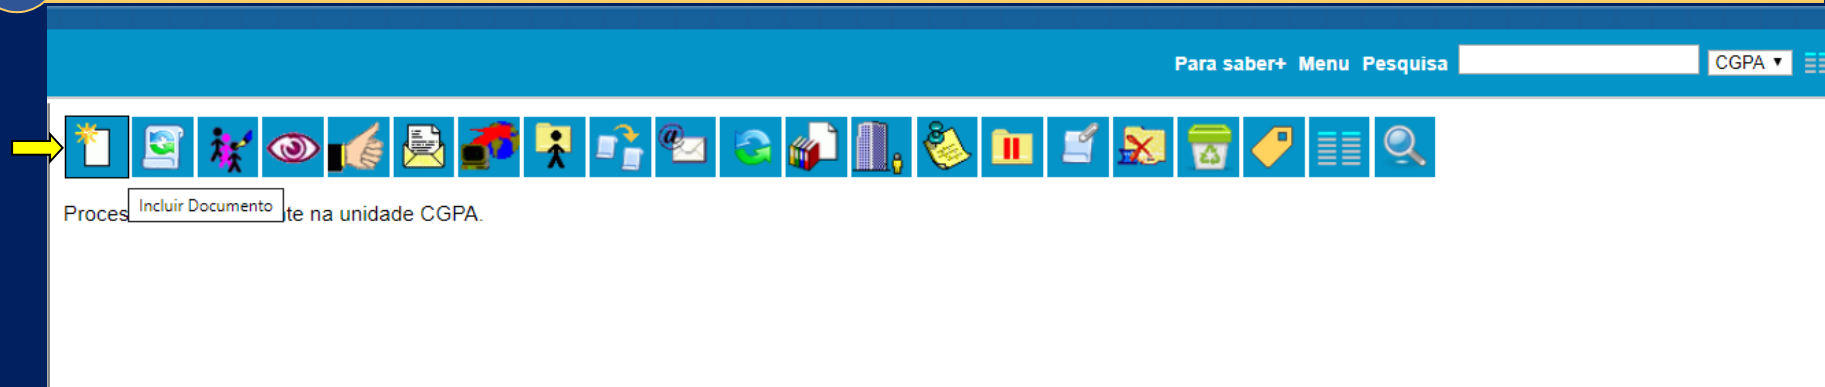 Para saber+ Menu Pesquisa CGPA
Incluir Documento
Proces te na unidade CGPA.